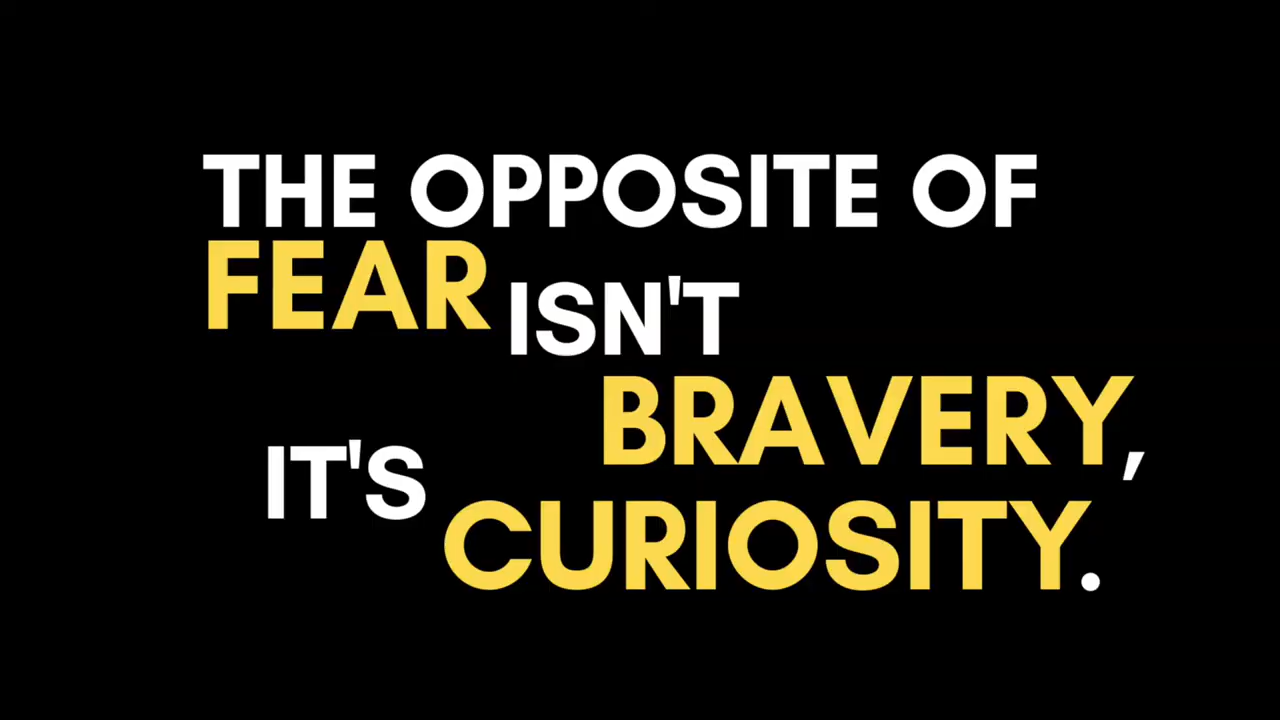 THE OPPOSITE OF
FEAR ISN'T
BRAVERY,
IT'S
CURIOSITY.